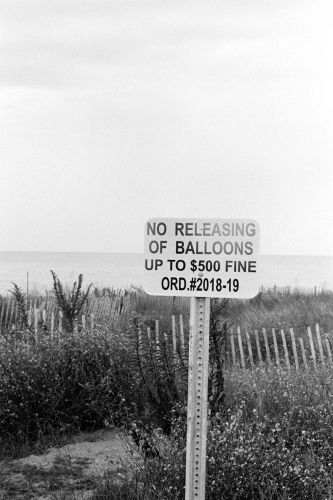 NO RELEASING
OF BALLOONS
UP TO $500 FINE
ORD.#2018-19